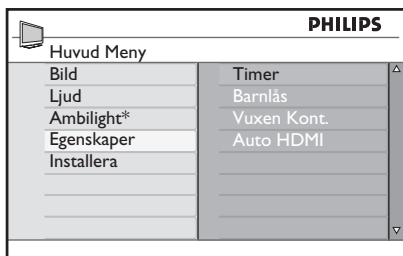 PHILIPS
Huvud Meny
Bild
Ljud
Ambilight*
Egenskaper
Installera
Timer
Barnlås
Vuxen Kont.
Auto HDMI